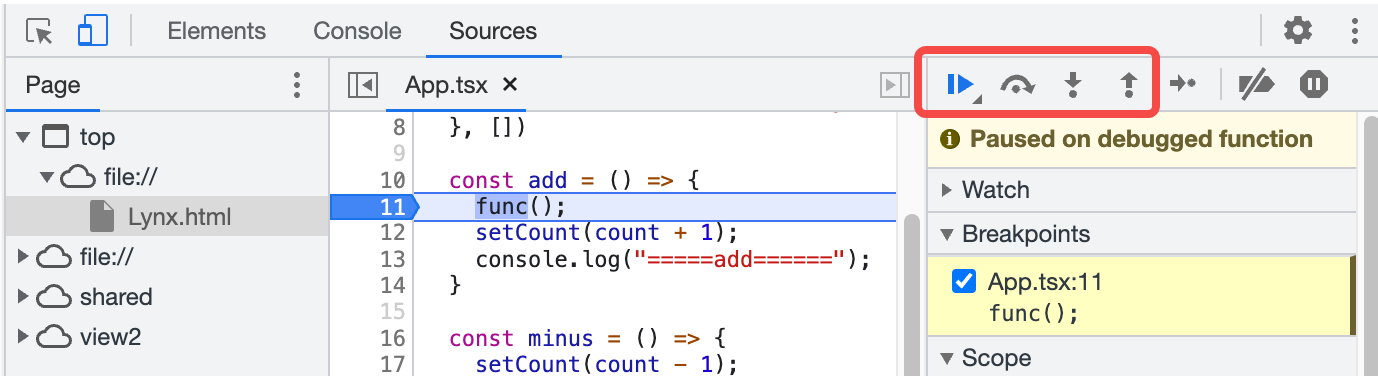 Elements Console Sources
Page
App.tsx ×
top
file://
Lynx.html
file://
shared
view2
8 }, [])
9
10 const add = () => {
11 func();
12 setCount(count + 1);
13 console.log("=====add======");
14 }
15
16 const minus = () => {
17 setCount(count - 1);
Paused on debugged function
Watch
Breakpoints
App.tsx:11
func();
Scope